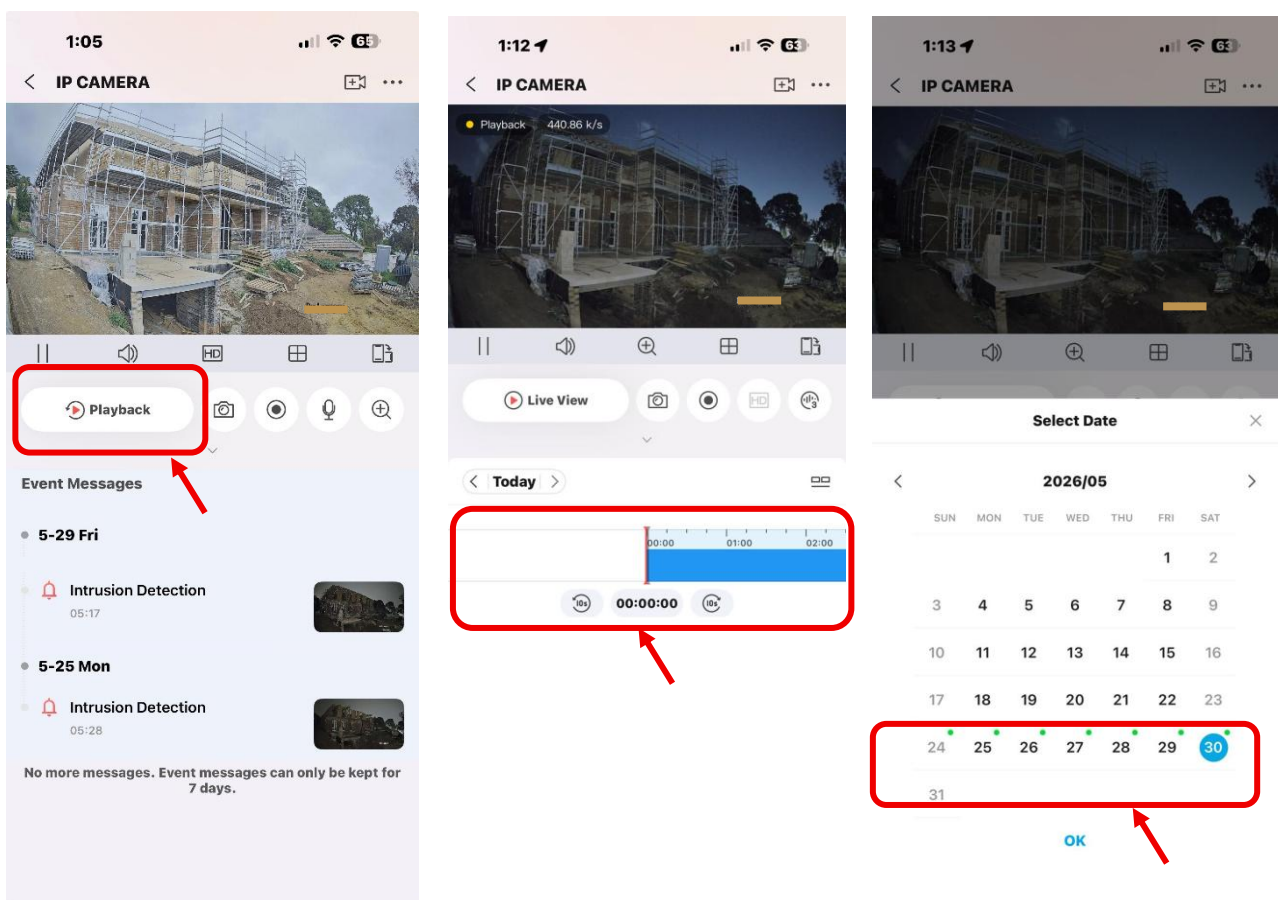 1:05
65
IP CAMERA
HD
Playback
Event Messages
5-29 Fri
Intrusion Detection
05:17
5-25 Mon
Intrusion Detection
05:28
No more messages. Event messages can only be kept for
7 days.
1:12
63
IP CAMERA
Playback 440.86 k/s
Live View
HD
3
Today
00:00 01:00 02:00
10s 00:00:00 10s
1:13
63
IP CAMERA
Select Date
2026/05
SUN MON TUE WED THU FRI SAT
1 2
3 4 5 6 7 8 9
10 11 12 13 14 15 16
17 18 19 20 21 22 23
24 25 26 27 28 29 30
31
OK